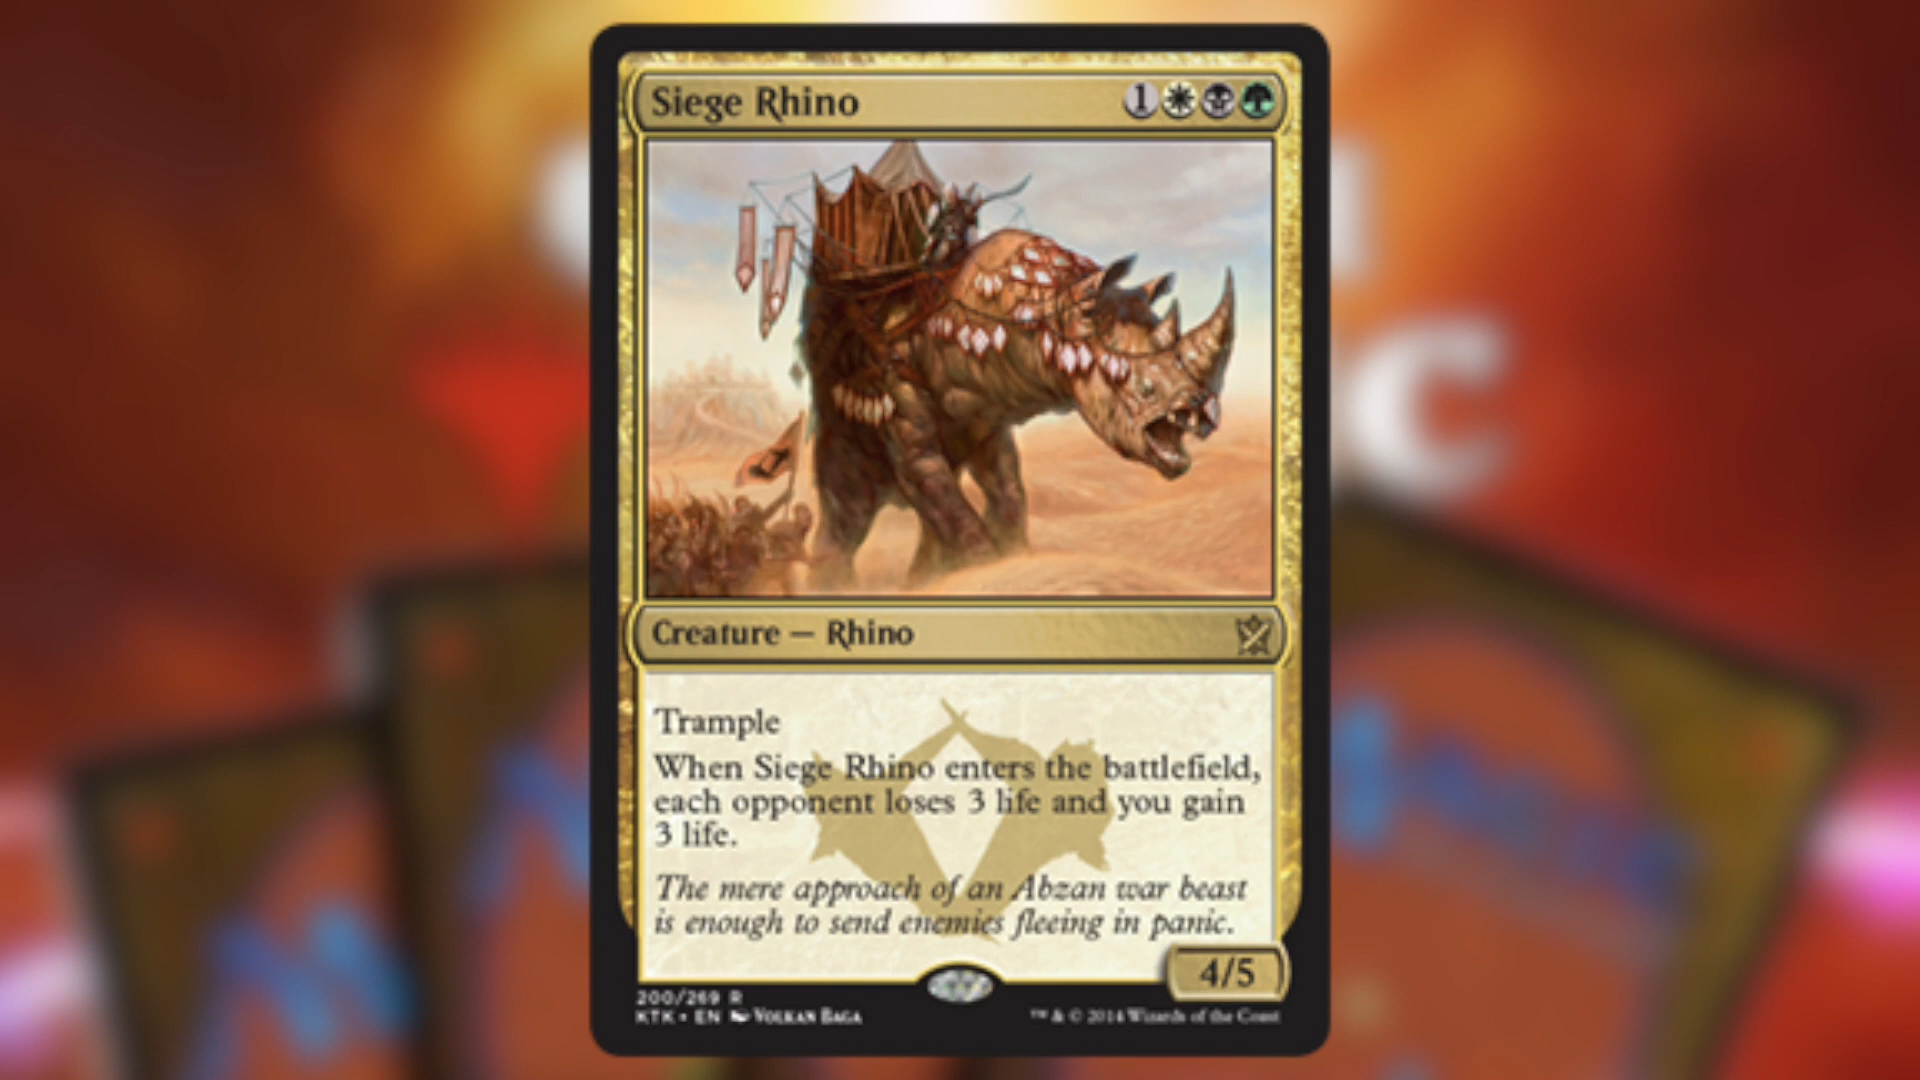 Siege Rhino
1
Creature — Rhino
Trample
When Siege Rhino enters the battlefield,
each opponent loses 3 life and you gain
3 life.
The mere approach of an Abzan war beast
is enough to send enemies fleeing in panic.
4/5
200/269 R
KTK • EN VOLKAN BAGA
™ & © 2014 Wizards of the Coast
C